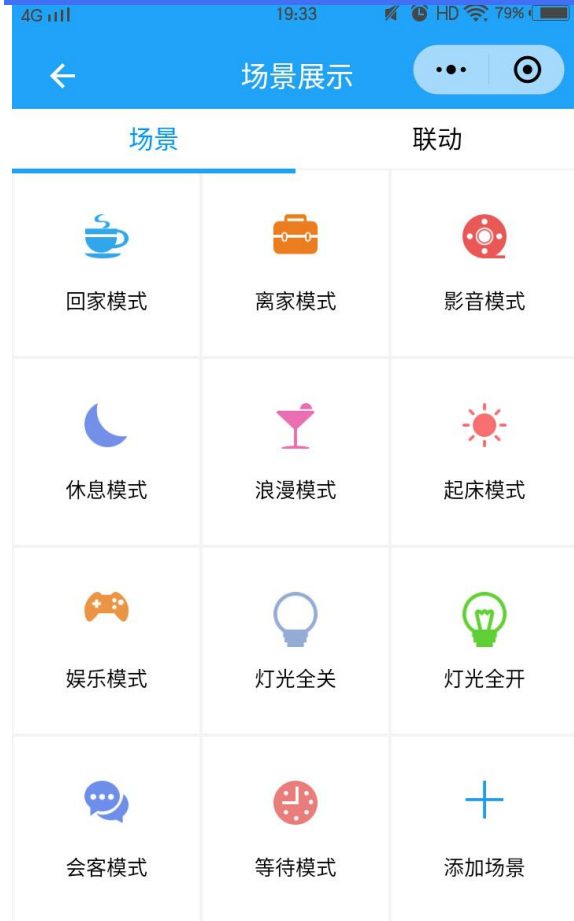 4G 19:33 HD 79%
场景展示
场景 联动
回家模式 离家模式 影音模式
休息模式 浪漫模式 起床模式
娱乐模式 灯光全关 灯光全开
会客模式 等待模式 添加场景